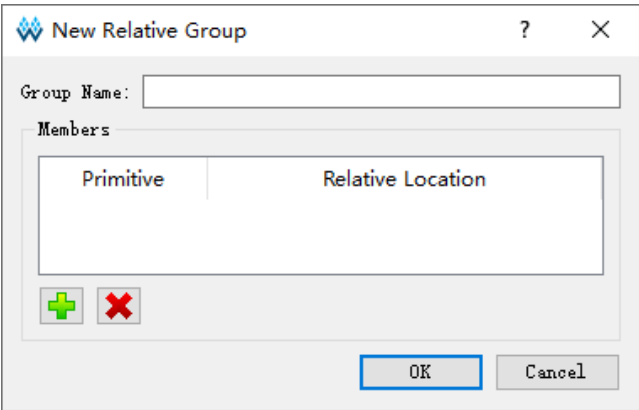 New Relative Group ?
Group Name:
Members
Primitive Relative Location
OK Cancel